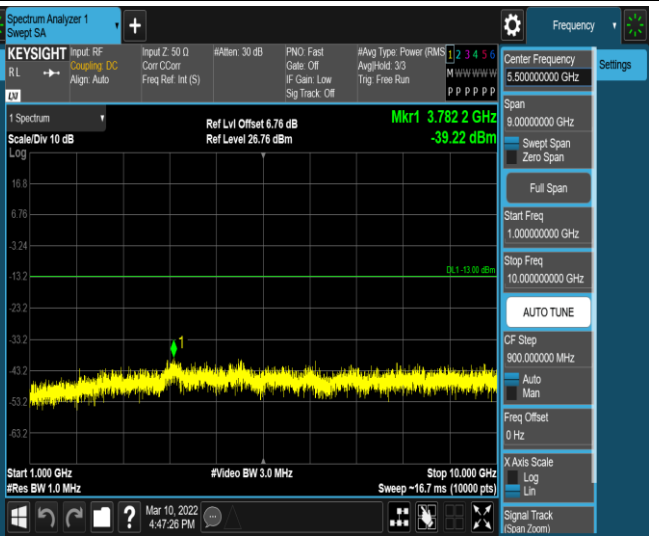 Spectrum Analyzer 1
Swept SA
Frequency
KEYSIGHT
RL
LXI
Input: RF
Coupling: DC
Align: Auto
Input Z: 50 Ω
Corr CCorr
Freq Ref: Int (S)
#Atten: 30 dB
PNO: Fast
Gate: Off
IF Gain: Low
Sig Track: Off
#Avg Type: Power (RMS
Avg|Hold: 3/3
Trig: Free Run
1 2 3 4 5 6
M W W W W W
P P P P P P
1 Spectrum
Scale/Div 10 dB
Log
Ref Lvl Offset 6.76 dB
Ref Level 26.76 dBm
Mkr1 3.782 2 GHz
-39.22 dBm
16.8
6.76
-3.24
-13.2
-23.2
-33.2
-43.2
-53.2
-63.2
DL1 -13.00 dBm
1
Start 1.000 GHz
#Res BW 1.0 MHz
#Video BW 3.0 MHz
Stop 10.000 GHz
Sweep ~16.7 ms (10000 pts)
?
Mar 10, 2022
4:47:26 PM
Center Frequency
5.500000000 GHz
Span
9.00000000 GHz
Swept Span
Zero Span
Full Span
Start Freq
1.000000000 GHz
Stop Freq
10.000000000 GHz
AUTO TUNE
CF Step
900.000000 MHz
Auto
Man
Freq Offset
0 Hz
X Axis Scale
Log
Lin
Signal Track
(Span Zoom)
Settings